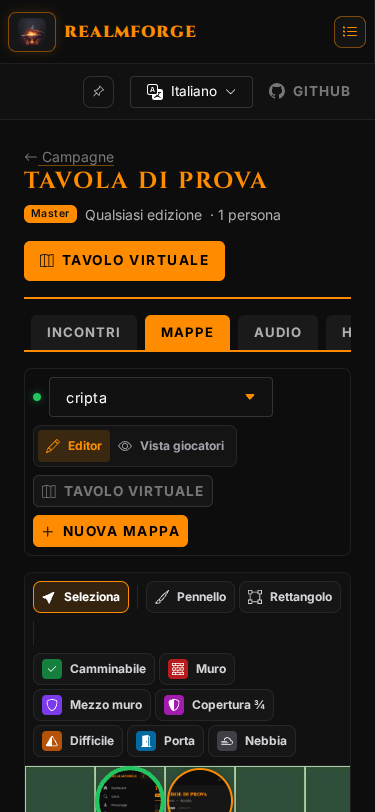 REALMFORGE
Italiano
GITHUB
← Campagne
TAVOLA DI PROVA
Master Qualsiasi edizione · 1 persona
TAVOLO VIRTUALE
INCONTRI MAPPE AUDIO
cripta
Editor Vista giocatori
TAVOLO VIRTUALE
+ NUOVA MAPPA
Seleziona Pennello Rettangolo
Camminabile Muro
Mezzo muro Copertura ¾
Difficile Porta Nebbia